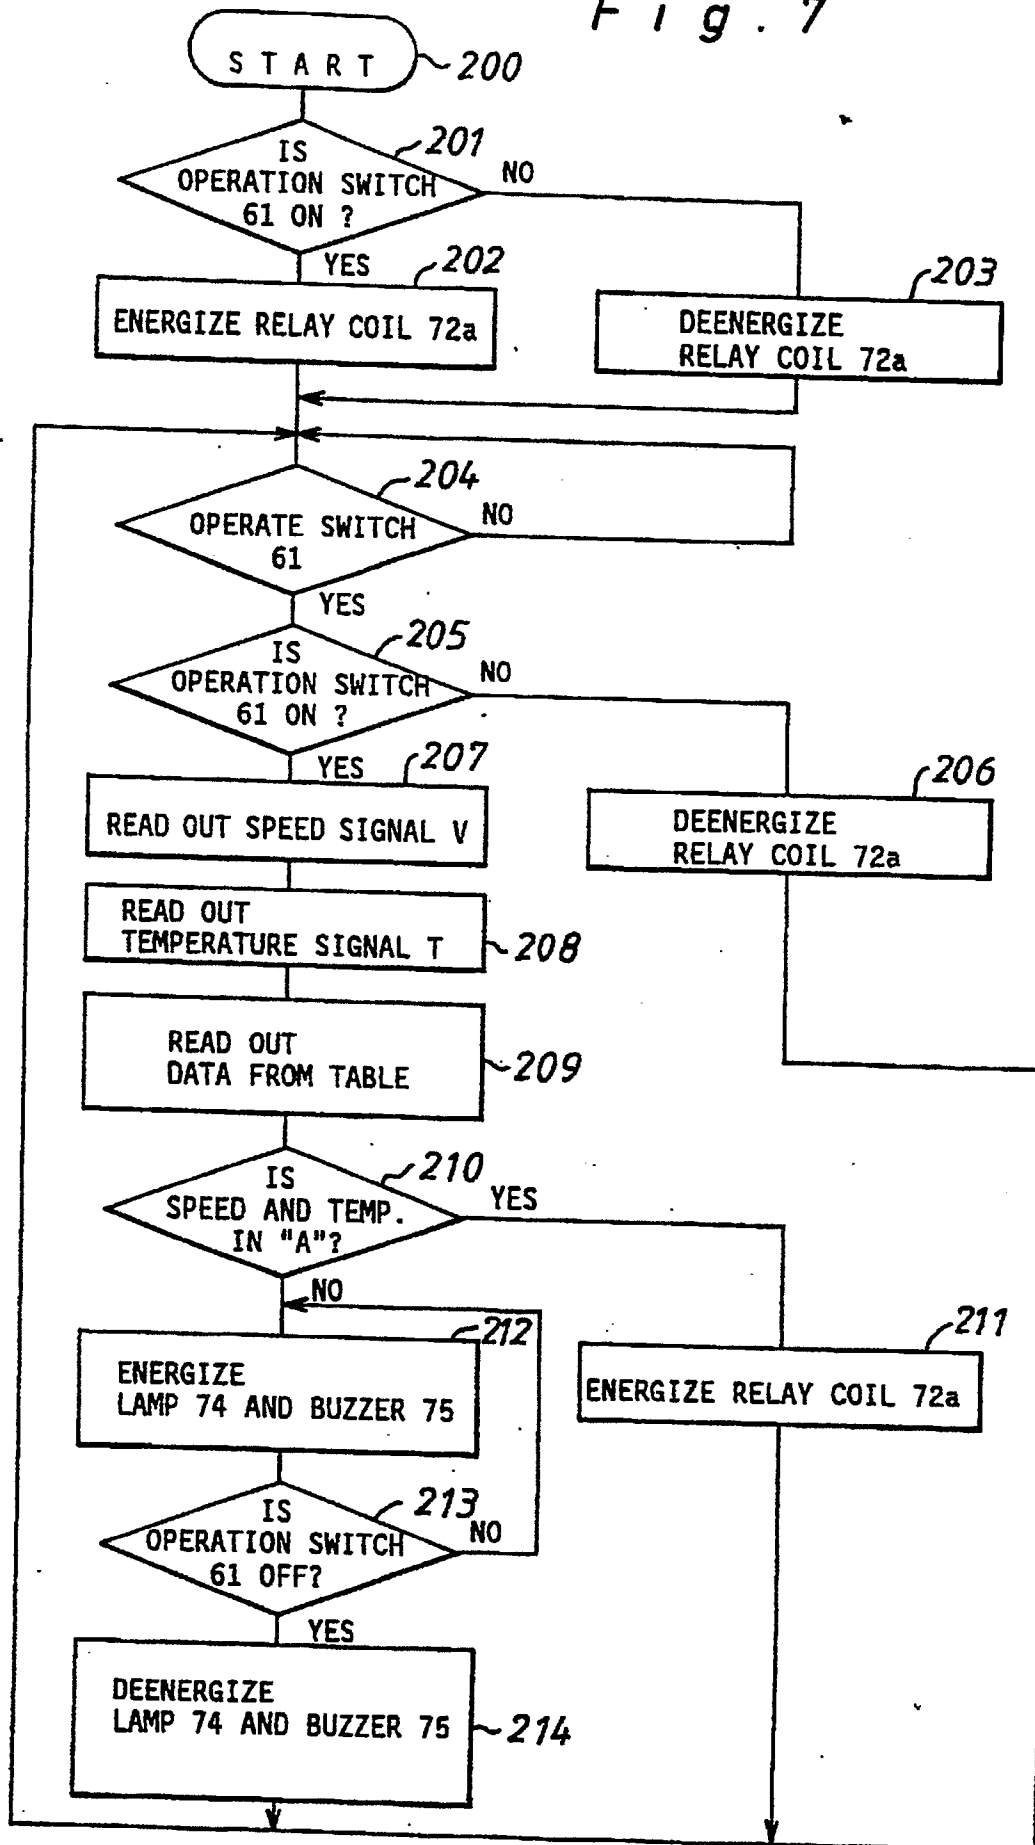 Fig. 7
START
200
IS
OPERATION SWITCH
61 ON ?
201
NO
YES
202
ENERGIZE RELAY COIL 72a
203
DEENERGIZE
RELAY COIL 72a
204
OPERATE SWITCH
61
NO
YES
205
IS
OPERATION SWITCH
61 ON ?
NO
YES
207
READ OUT SPEED SIGNAL V
206
DEENERGIZE
RELAY COIL 72a
READ OUT
TEMPERATURE SIGNAL T
208
READ OUT
DATA FROM TABLE
209
210
IS
SPEED AND TEMP.
IN "A"?
YES
NO
212
ENERGIZE
LAMP 74 AND BUZZER 75
211
ENERGIZE RELAY COIL 72a
213
IS
OPERATION SWITCH
61 OFF?
NO
YES
DEENERGIZE
LAMP 74 AND BUZZER 75
214